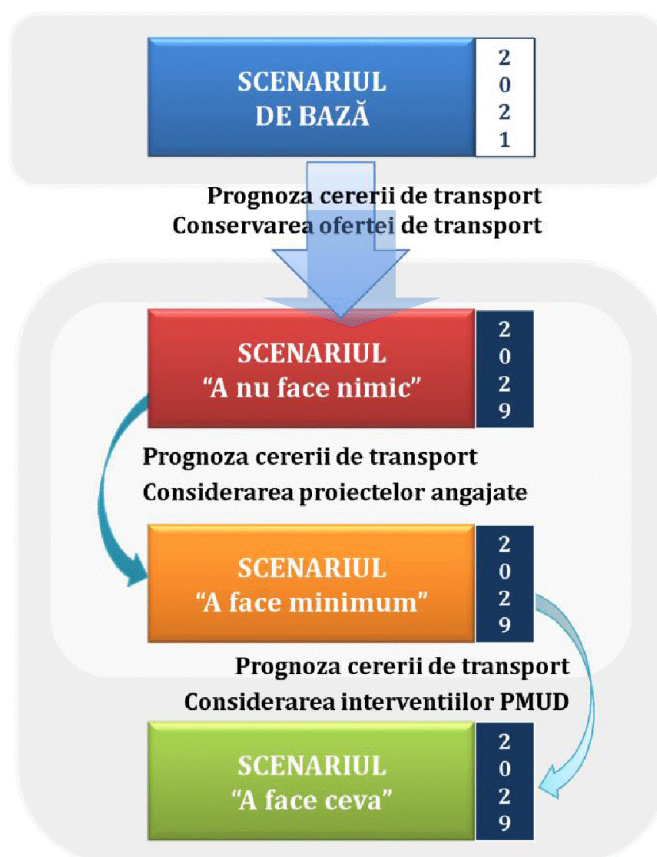 SCENARIUL
DE BAZĂ
2
0
2
1
Prognoza cererii de transport
Conservarea ofertei de transport
SCENARIUL
“A nu face nimic”
2
0
2
9
Prognoza cererii de transport
Considerarea proiectelor angajate
SCENARIUL
“A face minimum”
2
0
2
9
Prognoza cererii de transport
Considerarea interventiilor PMUD
SCENARIUL
“A face ceva”
2
0
2
9